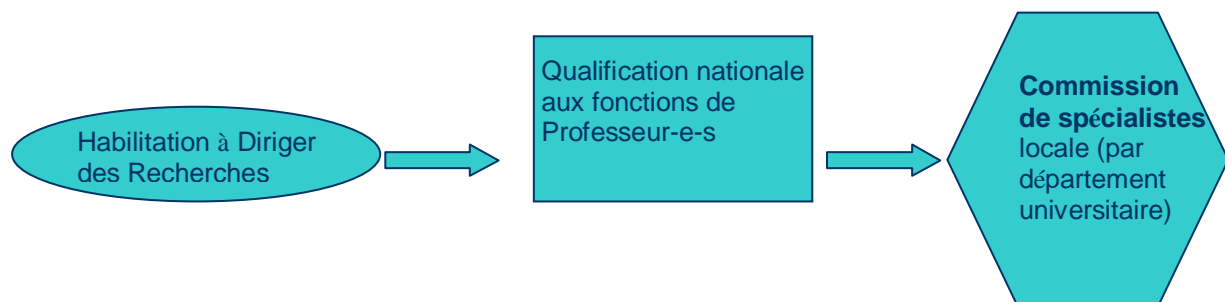 Habilitation à Diriger
des Recherches
Qualification nationale
aux fonctions de
Professeur-e-s
Commission
de spécialistes
locale (par
département
universitaire)